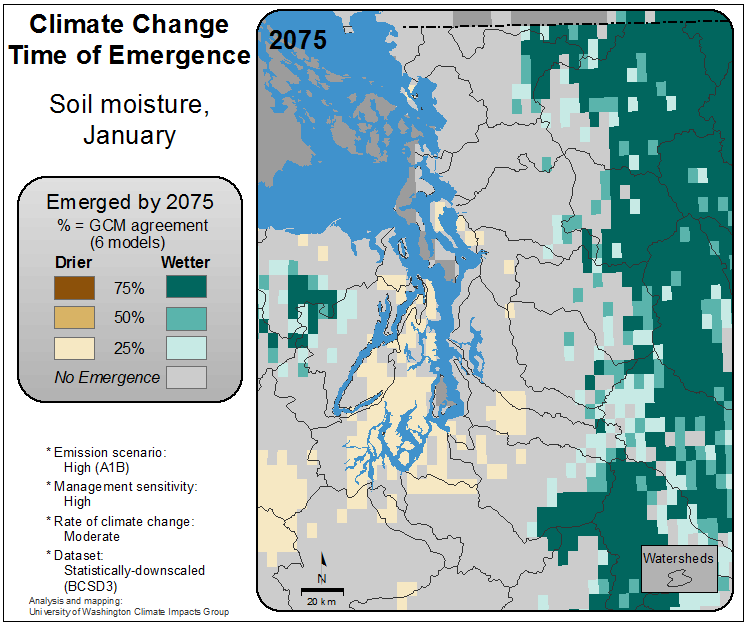 Climate Change
Time of Emergence
Soil moisture,
January
Emerged by 2075
% = GCM agreement
(6 models)
Drier Wetter
75%
50%
25%
No Emergence
* Emission scenario:
High (A1B)
* Management sensitivity:
High
* Rate of climate change:
Moderate
* Dataset:
Statistically-downscaled
(BCSD3)
Analysis and mapping:
University of Washington Climate Impacts Group
2075
N
20 km
Watersheds